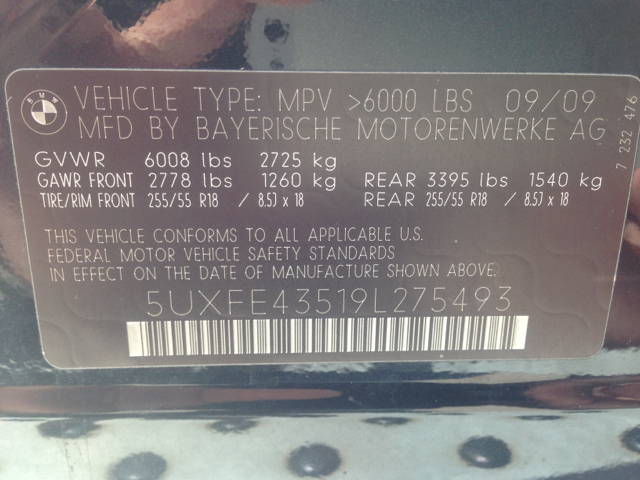 BMW
VEHICLE TYPE: MPV >6000 LBS 09/09
MFD BY BAYERISCHE MOTORENWERKE AG
GVWR 6008 lbs 2725 kg
GAWR FRONT 2778 lbs 1260 kg REAR 3395 lbs 1540 kg
TIRE/RIM FRONT 255/55 R18 / 8.5J x 18 REAR 255/55 R18 / 8.5J x 18
THIS VEHICLE CONFORMS TO ALL APPLICABLE U.S.
FEDERAL MOTOR VEHICLE SAFETY STANDARDS
IN EFFECT ON THE DATE OF MANUFACTURE SHOWN ABOVE.
5UXFE43519L275493
7 232 476